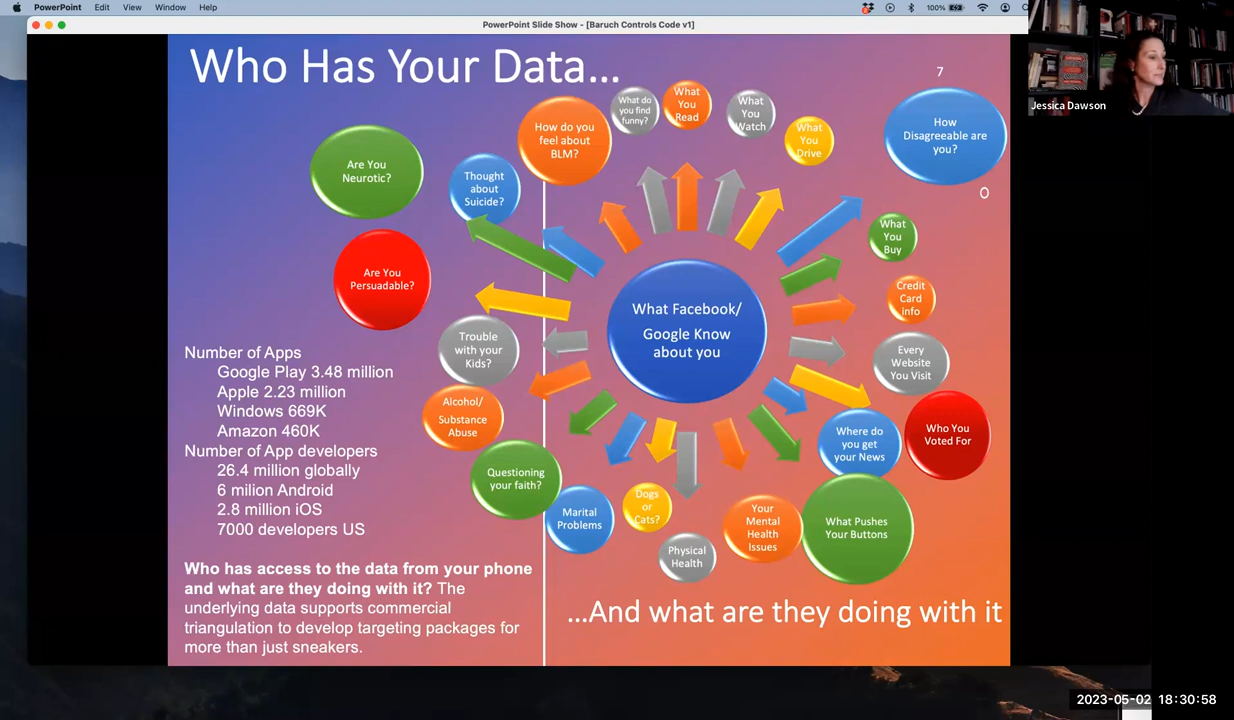 PowerPoint Edit View Window Help
100%
PowerPoint Slide Show - [Baruch Controls Code v1]
Jessica Dawson
Who Has Your Data...
7
0
Are You
Neurotic?
Thought
about
Suicide?
How do you
feel about
BLM?
What do
you find
funny?
What
You
Read
What
You
Watch
What
You
Drive
How
Disagreeable are
you?
What
You
Buy
Credit
Card
Info
Every
Website
You Visit
Who You
Voted For
Where do
you get
your News
What Pushes
Your Buttons
Your
Mental
Health
Issues
Physical
Health
Dogs
or
Cats?
Marital
Problems
Questioning
your faith?
Alcohol/
Substance
Abuse
Trouble
with your
Kids?
Are You
Persuadable?
What Facebook/
Google Know
about you
Number of Apps
Google Play 3.48 million
Apple 2.23 million
Windows 669K
Amazon 460K
Number of App developers
26.4 million globally
6 milion Android
2.8 million iOS
7000 developers US
Who has access to the data from your phone
and what are they doing with it? The
underlying data supports commercial
triangulation to develop targeting packages for
more than just sneakers.
...And what are they doing with it
2023-05-02 18:30:58